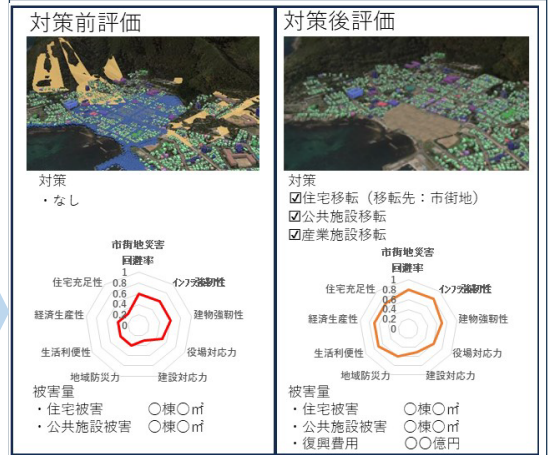 対策前評価
対策
・なし
市街地災害
回避率
1
0.8
0.6
0.4
0.2
0
強靭性
建物強靭性
役場対応力
建設対応力
地域防災力
生活利便性
経済生産性
住宅充足性
被害量
・住宅被害 〇棟〇㎡
・公共施設被害 〇棟〇㎡
対策後評価
対策
☑住宅移転（移転先：市街地）
☑公共施設移転
☑産業施設移転
市街地災害
回避率
1
0.8
0.6
0.4
0.2
0
強靭性
建物強靭性
役場対応力
建設対応力
地域防災力
生活利便性
経済生産性
住宅充足性
被害量
・住宅被害 〇棟〇㎡
・公共施設被害 〇棟〇㎡
・復興費用 〇〇億円